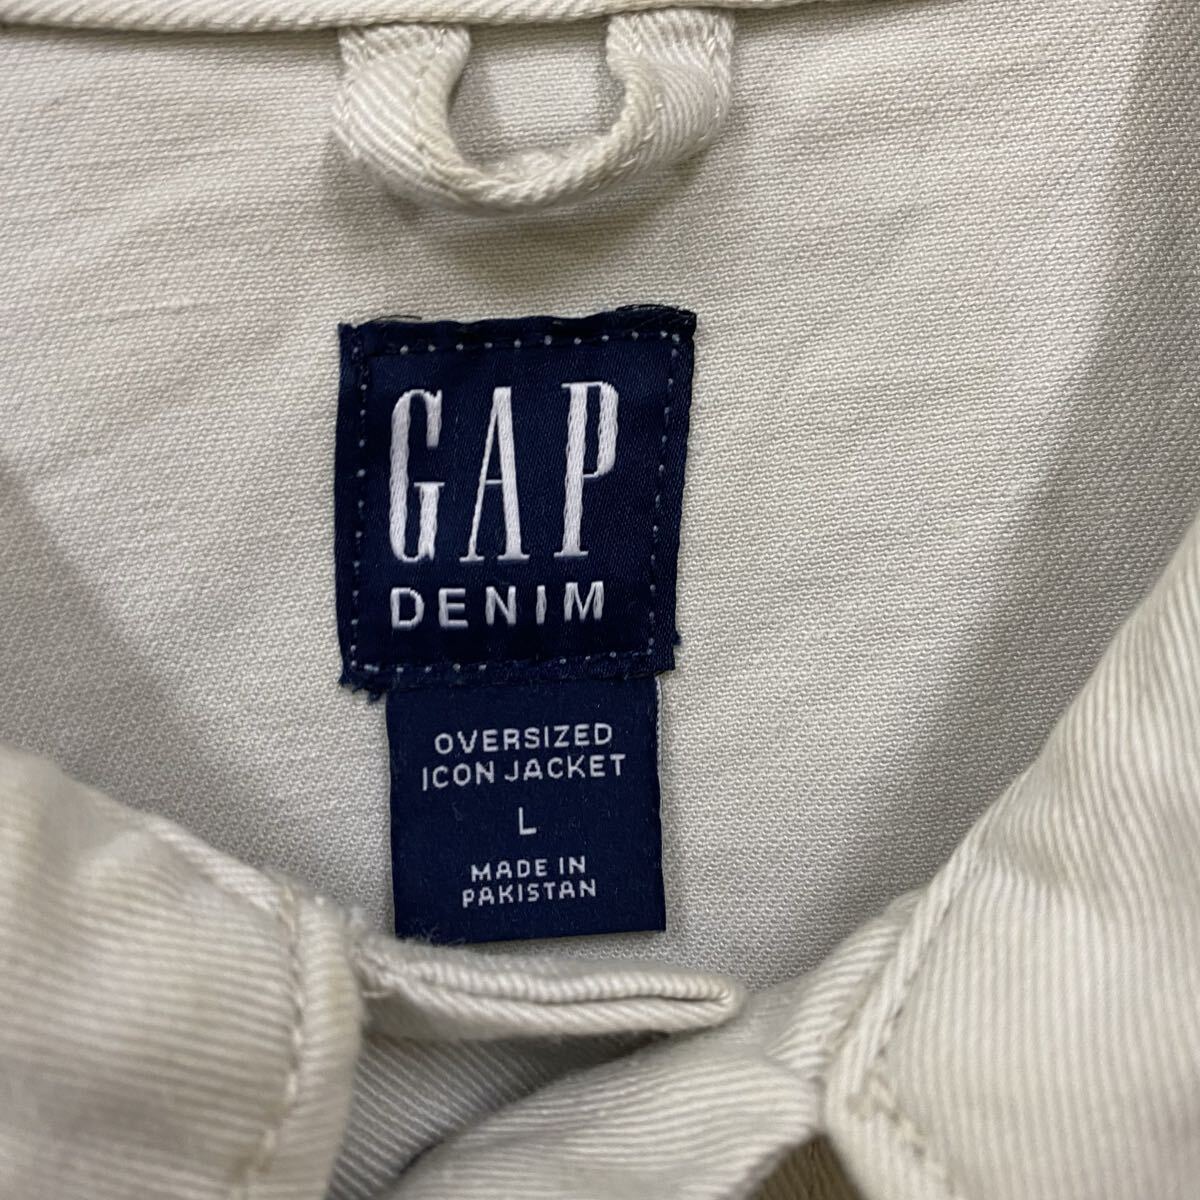 GAP
DENIM
OVERSIZED
ICON JACKET
L
MADE IN
PAKISTAN